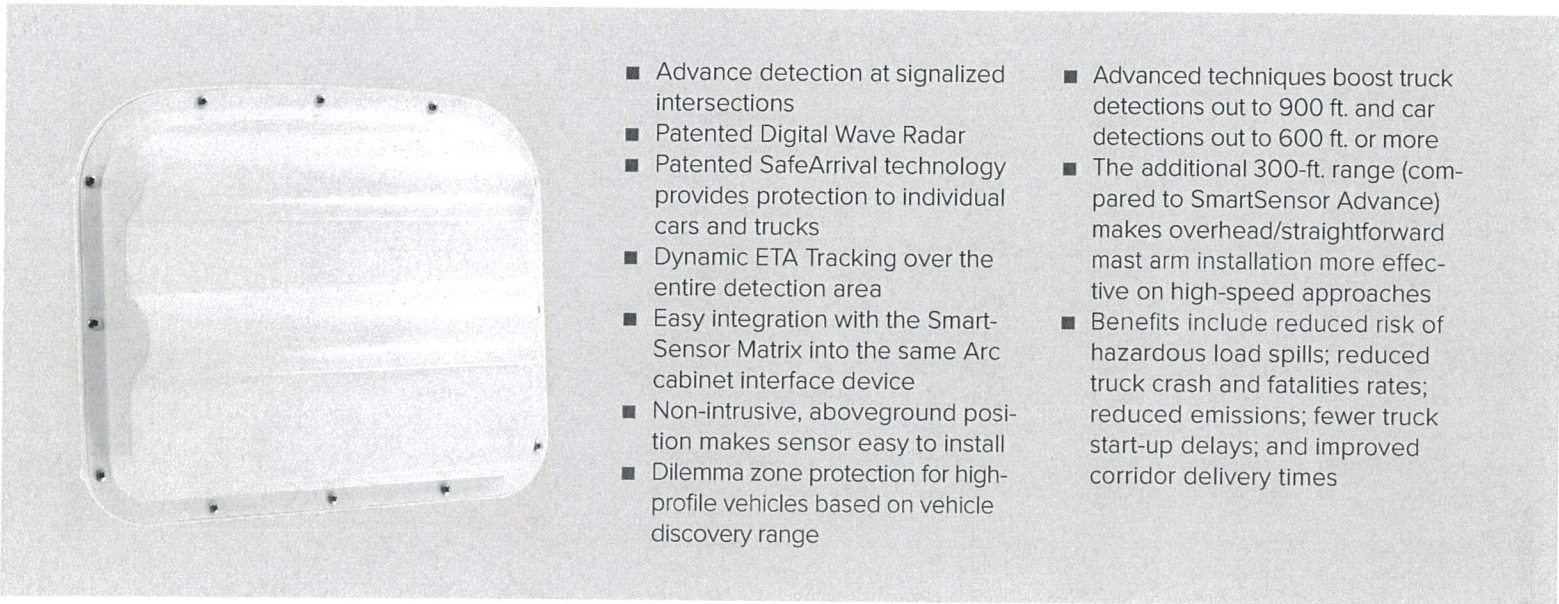 ■ Advance detection at signalized
intersections
■ Patented Digital Wave Radar
■ Patented SafeArrival technology
provides protection to individual
cars and trucks
■ Dynamic ETA Tracking over the
entire detection area
■ Easy integration with the Smart-
Sensor Matrix into the same Arc
cabinet interface device
■ Non-intrusive, aboveground posi-
tion makes sensor easy to install
■ Dilemma zone protection for high-
profile vehicles based on vehicle
discovery range
■ Advanced techniques boost truck
detections out to 900 ft. and car
detections out to 600 ft. or more
■ The additional 300-ft. range (com-
pared to SmartSensor Advance)
makes overhead/straightforward
mast arm installation more effec-
tive on high-speed approaches
■ Benefits include reduced risk of
hazardous load spills; reduced
truck crash and fatalities rates;
reduced emissions; fewer truck
start-up delays; and improved
corridor delivery times